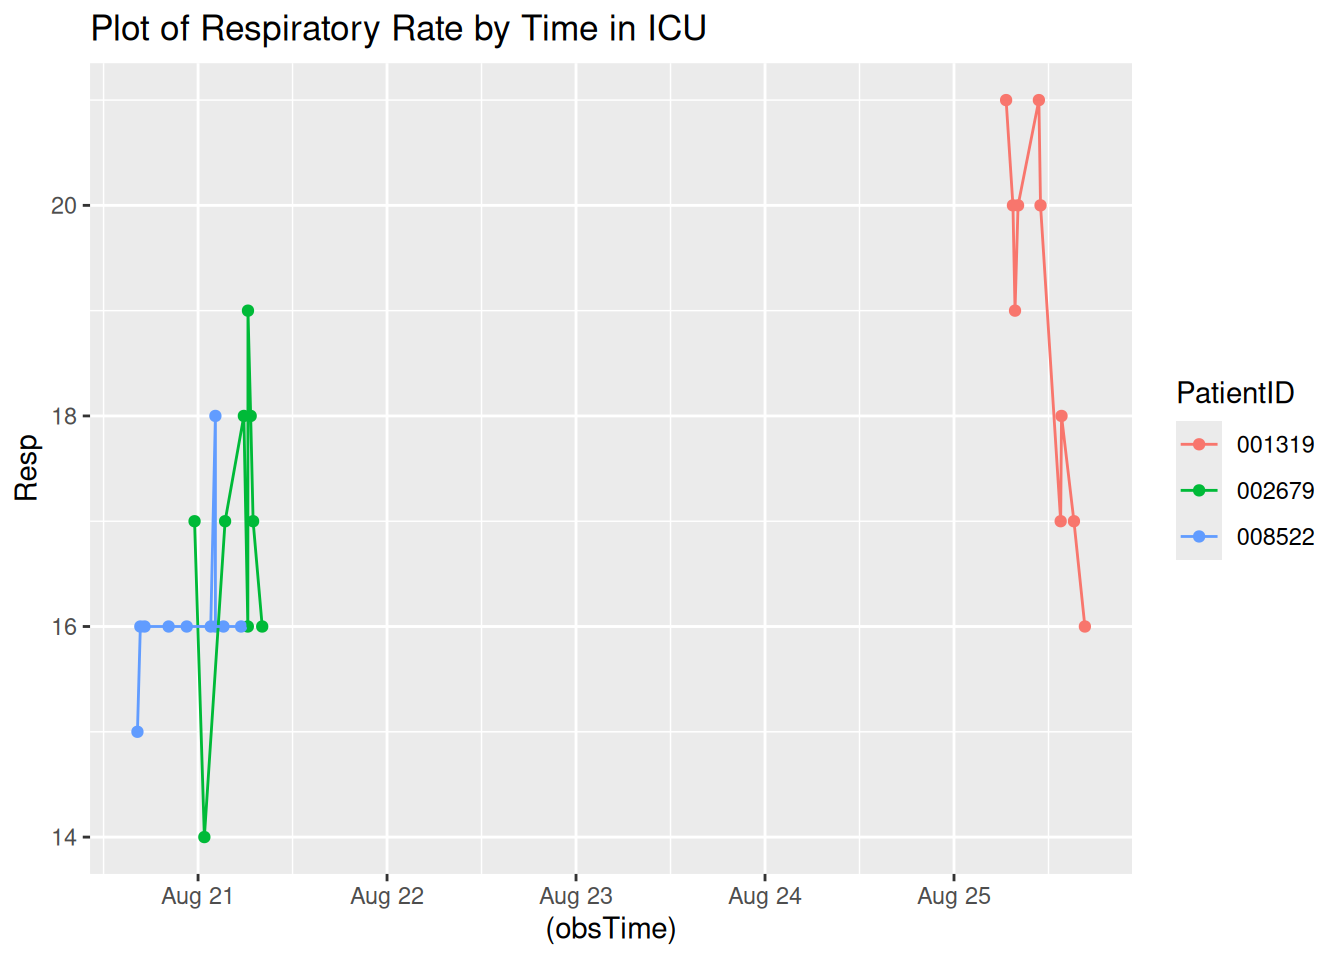 Plot of Respiratory Rate by Time in ICU
Resp
20
18
16
14
Aug 21 Aug 22 Aug 23 Aug 24 Aug 25
(obsTime)
PatientID
001319
002679
008522